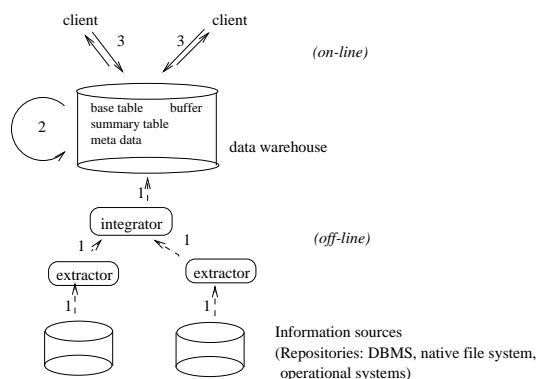 client
client
3
3
(on-line)
base table
buffer
summary table
meta data
2
data warehouse
1
integrator
(off-line)
1
1
extractor
extractor
1
1
Information sources
(Repositories: DBMS, native file system,
operational systems)